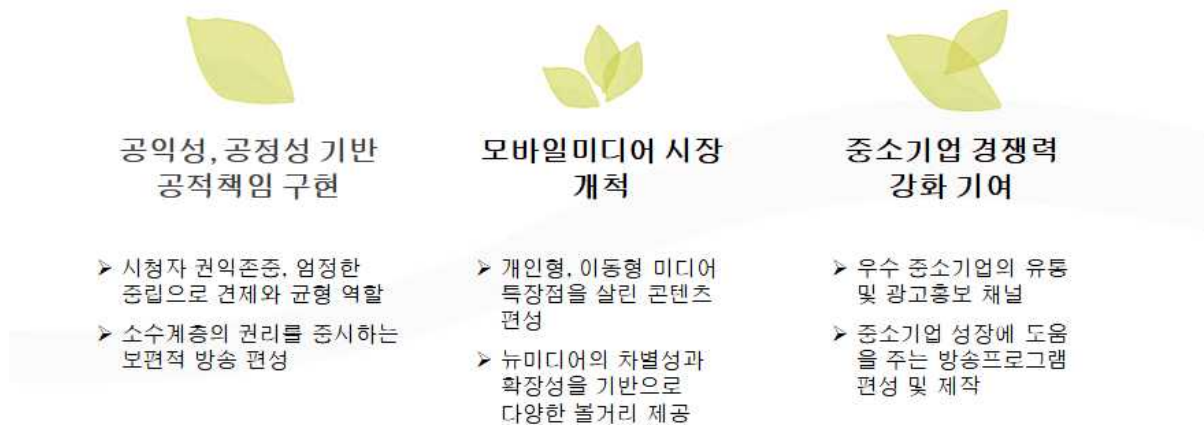 공익성, 공정성 기반
공적책임 구현
➢ 시청자 권익존중, 엄정한
중립으로 견제와 균형 역할
➢ 소수계층의 권리를 중시하는
보편적 방송 편성
모바일미디어 시장
개척
➢ 개인형, 이동형 미디어
특장점을 살린 콘텐츠
편성
➢ 뉴미디어의 차별성과
확장성을 기반으로
다양한 볼거리 제공
중소기업 경쟁력
강화 기여
➢ 우수 중소기업의 유통
및 광고홍보 채널
➢ 중소기업 성장에 도움
을 주는 방송프로그램
편성 및 제작